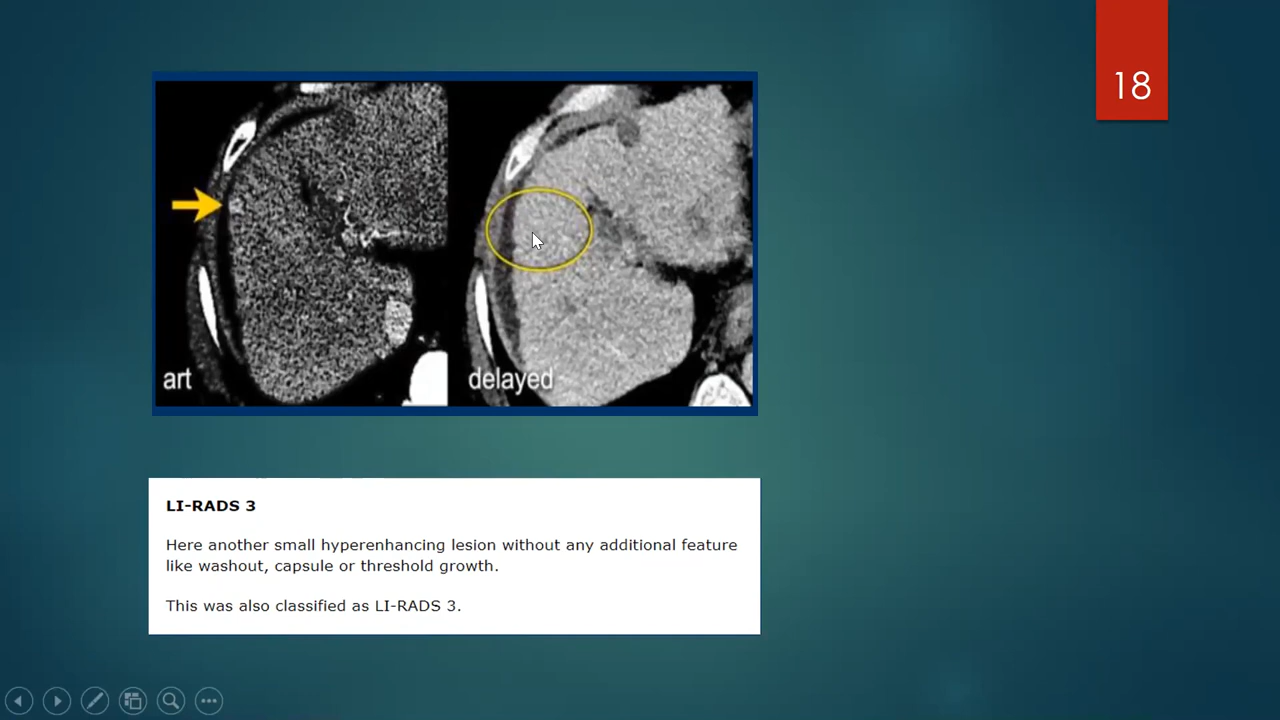 18
art
delayed
LI-RADS 3
Here another small hyperenhancing lesion without any additional feature
like washout, capsule or threshold growth.
This was also classified as LI-RADS 3.